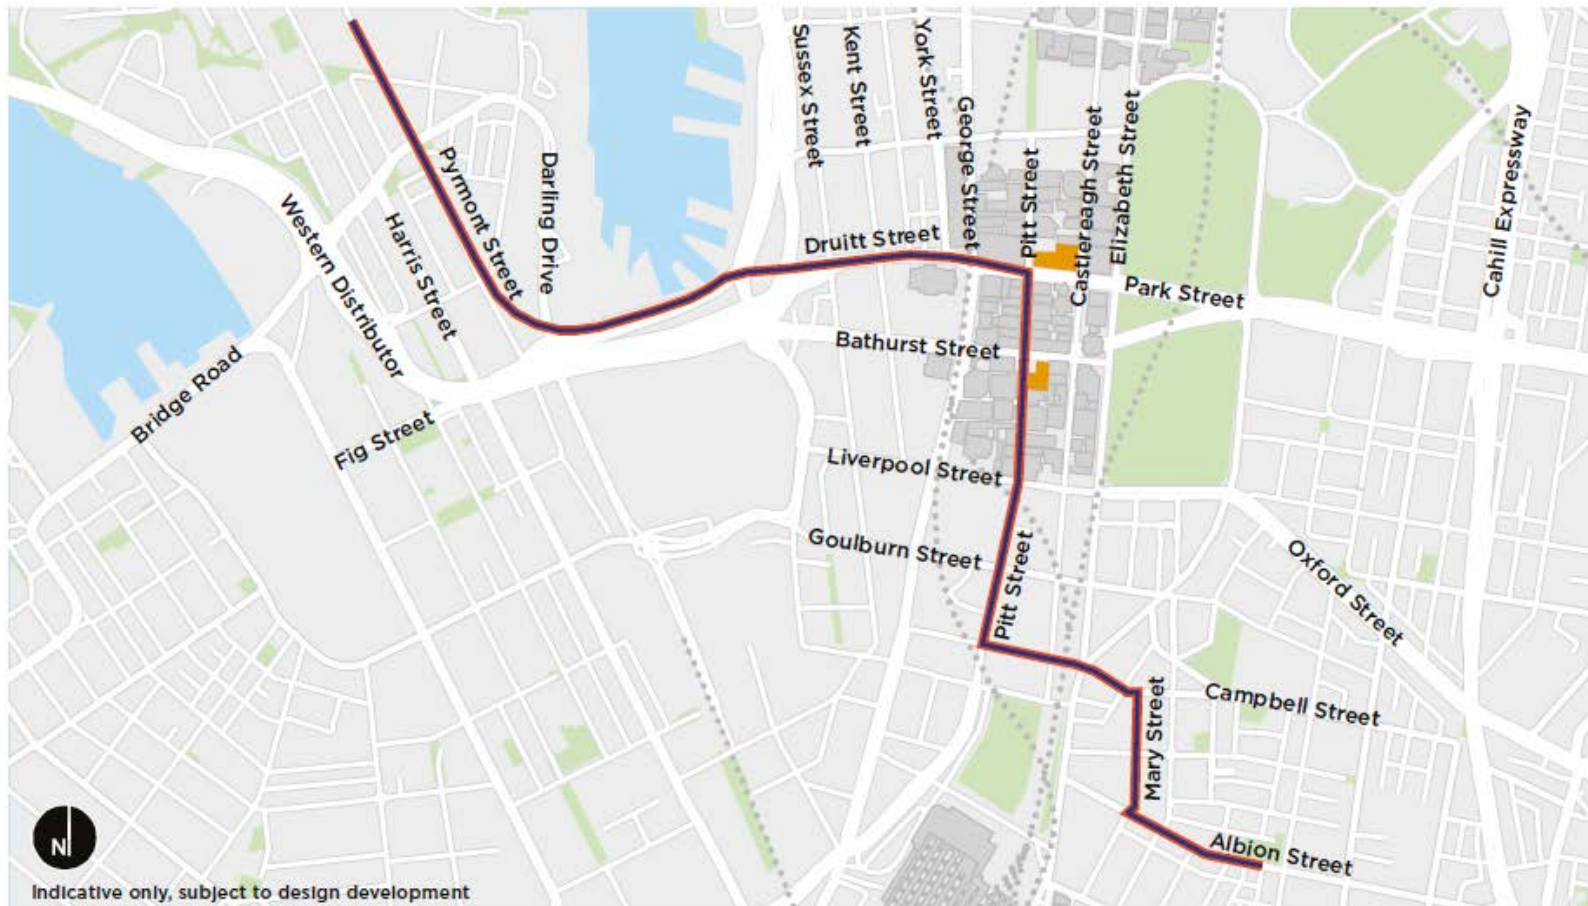 Sussex Street
Kent Street
York Street
George Street
Pitt Street
Castlereagh Street
Elizabeth Street
Cahill Expressway
Pyrmont Street
Darling Drive
Western Distributor
Harris Street
Druitt Street
Park Street
Bathurst Street
Bridge Road
Fig Street
Liverpool Street
Goulburn Street
Pitt Street
Oxford Street
Mary Street
Campbell Street
Albion Street
N
Indicative only, subject to design development